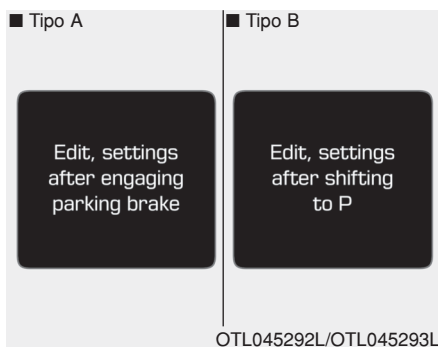 ■ Tipo A
Edit, settings
after engaging
parking brake
■ Tipo B
Edit, settings
after shifting
to P
OTL045292L/OTL045293L